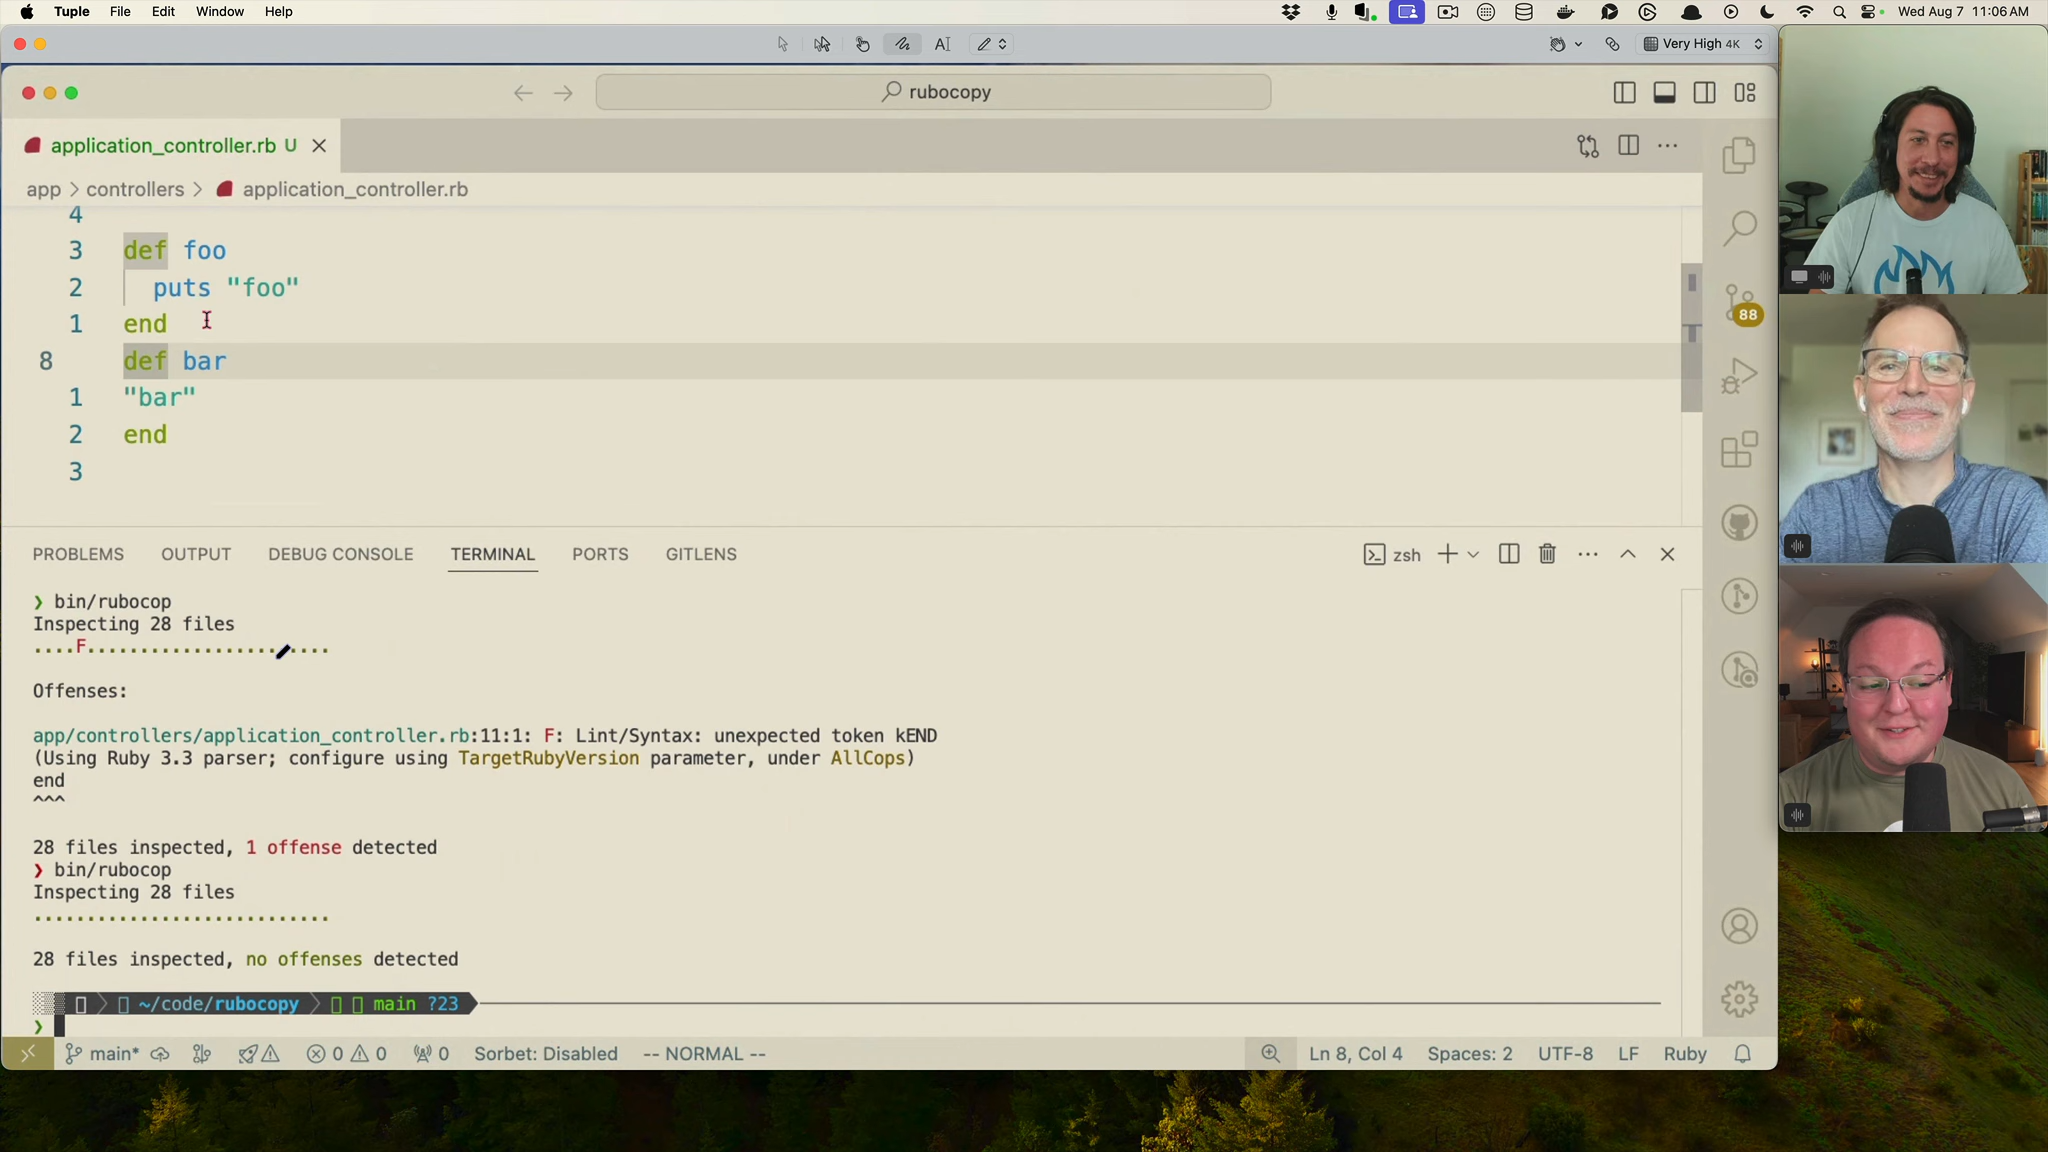 Tuple File Edit Window Help
Wed Aug 7 11:06 AM
Very High 4K
rubocopy
application_controller.rb U
app > controllers > application_controller.rb
4
3 def foo
2 puts "foo"
1 end
8 def bar
1 "bar"
2 end
3
88
PROBLEMS OUTPUT DEBUG CONSOLE TERMINAL PORTS GITLENS
zsh
❯ bin/rubocop
Inspecting 28 files
....F.......................
Offenses:
app/controllers/application_controller.rb:11:1: F: Lint/Syntax: unexpected token kEND
(Using Ruby 3.3 parser; configure using TargetRubyVersion parameter, under AllCops)
end
^^^
28 files inspected, 1 offense detected
❯ bin/rubocop
Inspecting 28 files
............................
28 files inspected, no offenses detected
~/code/rubocopy main ?23
❯
main* 0 0 0 Sorbet: Disabled -- NORMAL -- Ln 8, Col 4 Spaces: 2 UTF-8 LF Ruby